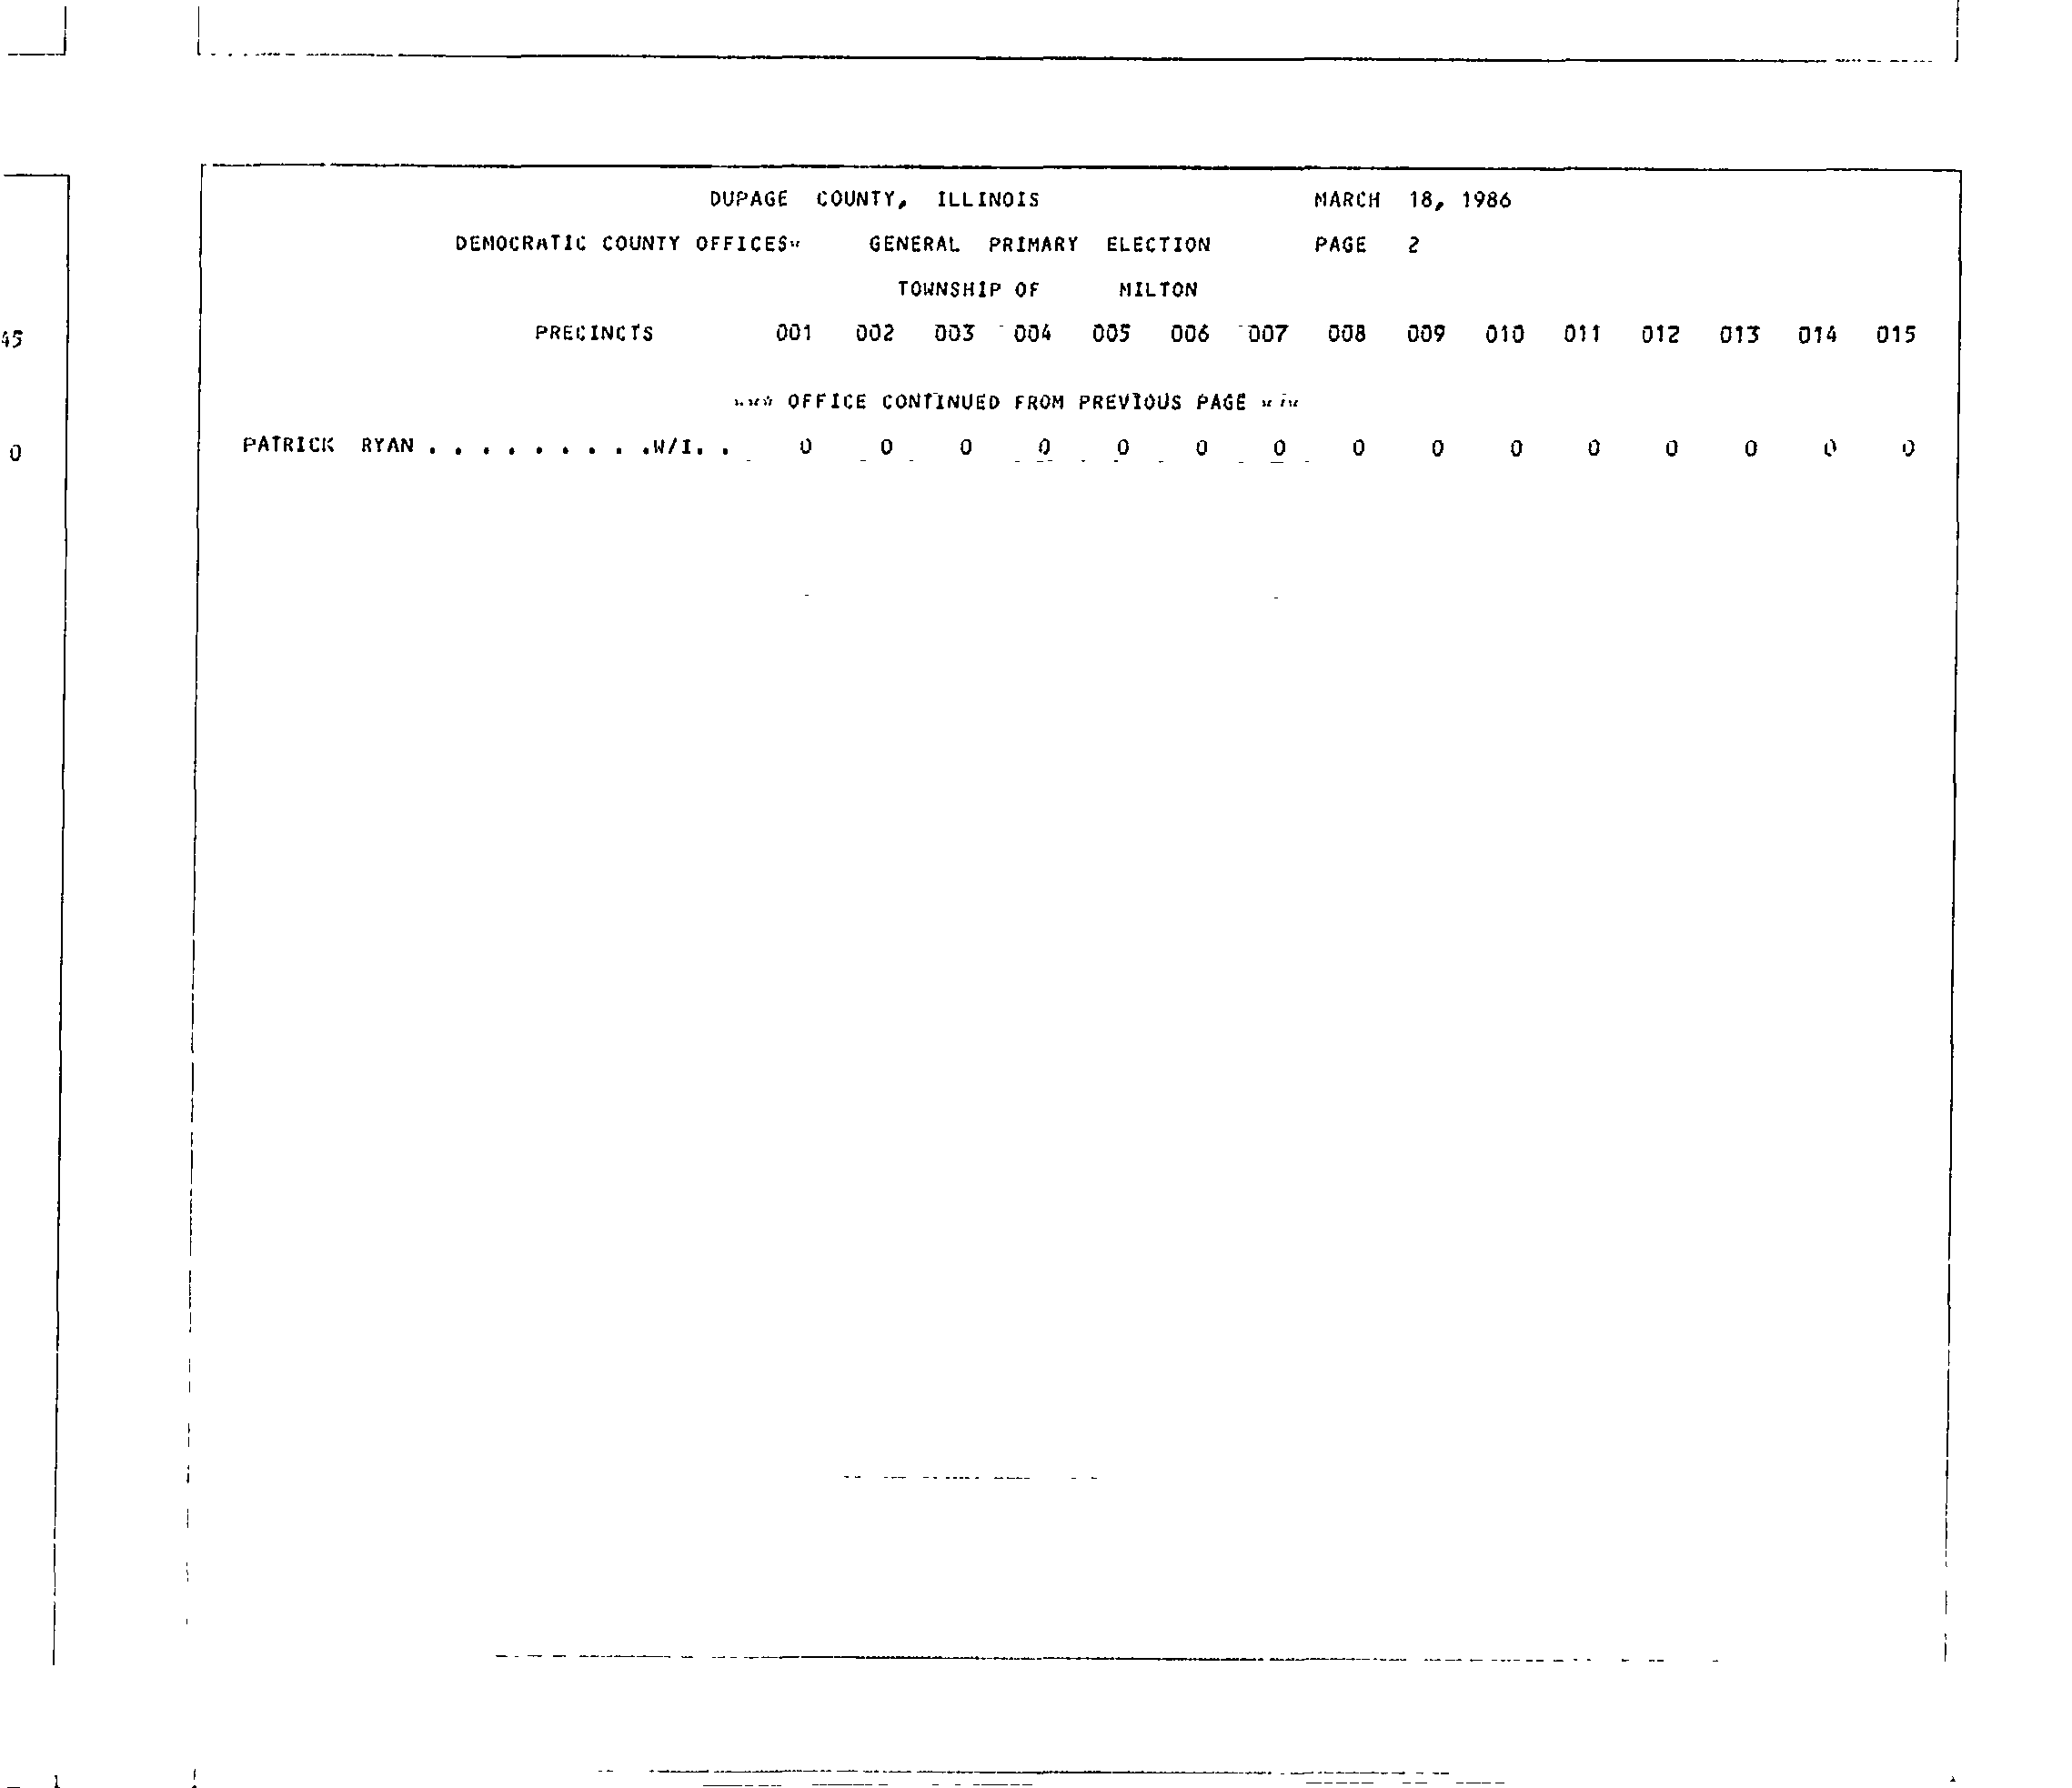 DUPAGE COUNTY, ILLINOIS MARCH 18, 1986
DEMOCRATIC COUNTY OFFICES* GENERAL PRIMARY ELECTION PAGE 2
TOWNSHIP OF MILTON
PRECINCTS 001 002 003 004 005 006 007 008 009 010 011 012 013 014 015
*** OFFICE CONTINUED FROM PREVIOUS PAGE ***
PATRICK RYAN . . . . . . . . .W/I. . 0 0 0 0 0 0 0 0 0 0 0 0 0 0 0
45
0